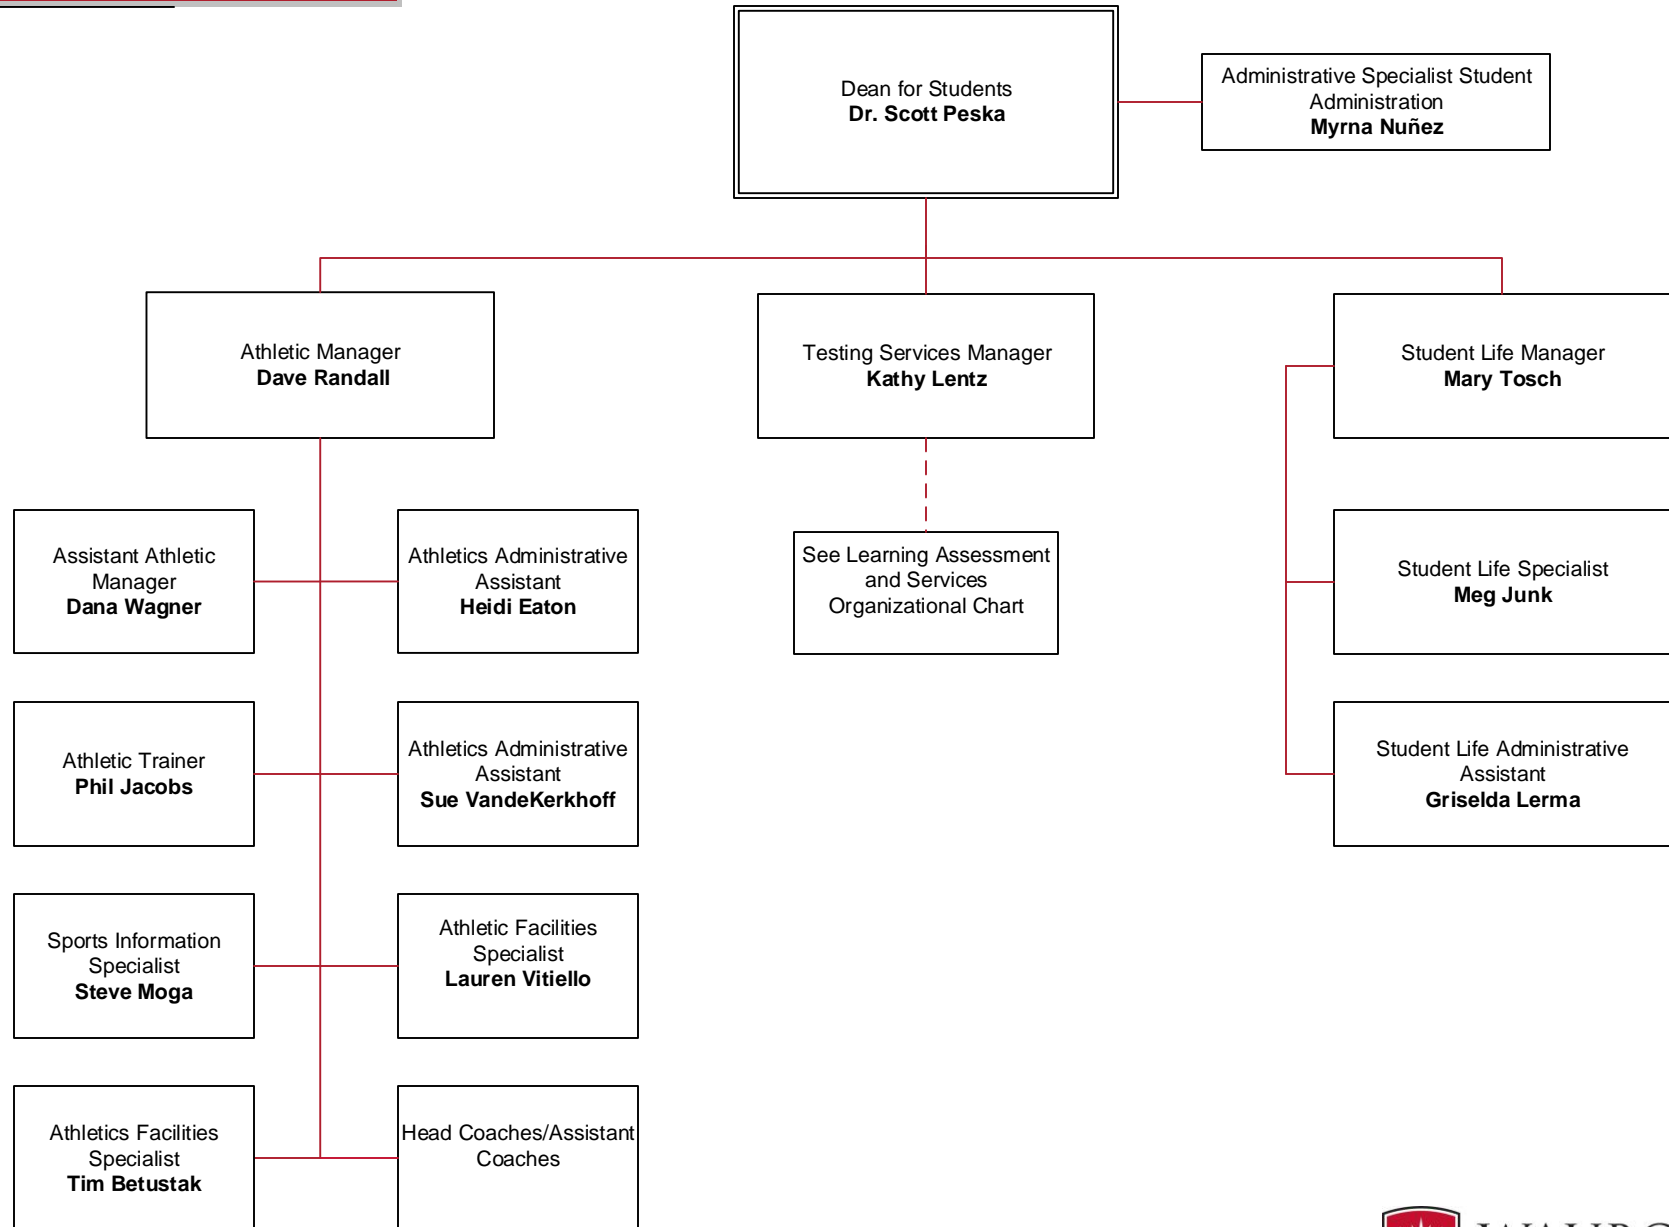 Dean for Students
Dr. Scott Peska
Administrative Specialist Student
Administration
Myrna Nuñez
Athletic Manager
Dave Randall
Testing Services Manager
Kathy Lentz
Student Life Manager
Mary Tosch
Assistant Athletic
Manager
Dana Wagner
Athletics Administrative
Assistant
Heidi Eaton
See Learning Assessment
and Services
Organizational Chart
Student Life Specialist
Meg Junk
Athletic Trainer
Phil Jacobs
Athletics Administrative
Assistant
Sue VandeKerkhoff
Student Life Administrative
Assistant
Griselda Lerma
Sports Information
Specialist
Steve Moga
Athletic Facilities
Specialist
Lauren Vitiello
Athletics Facilities
Specialist
Tim Betustak
Head Coaches/Assistant
Coaches